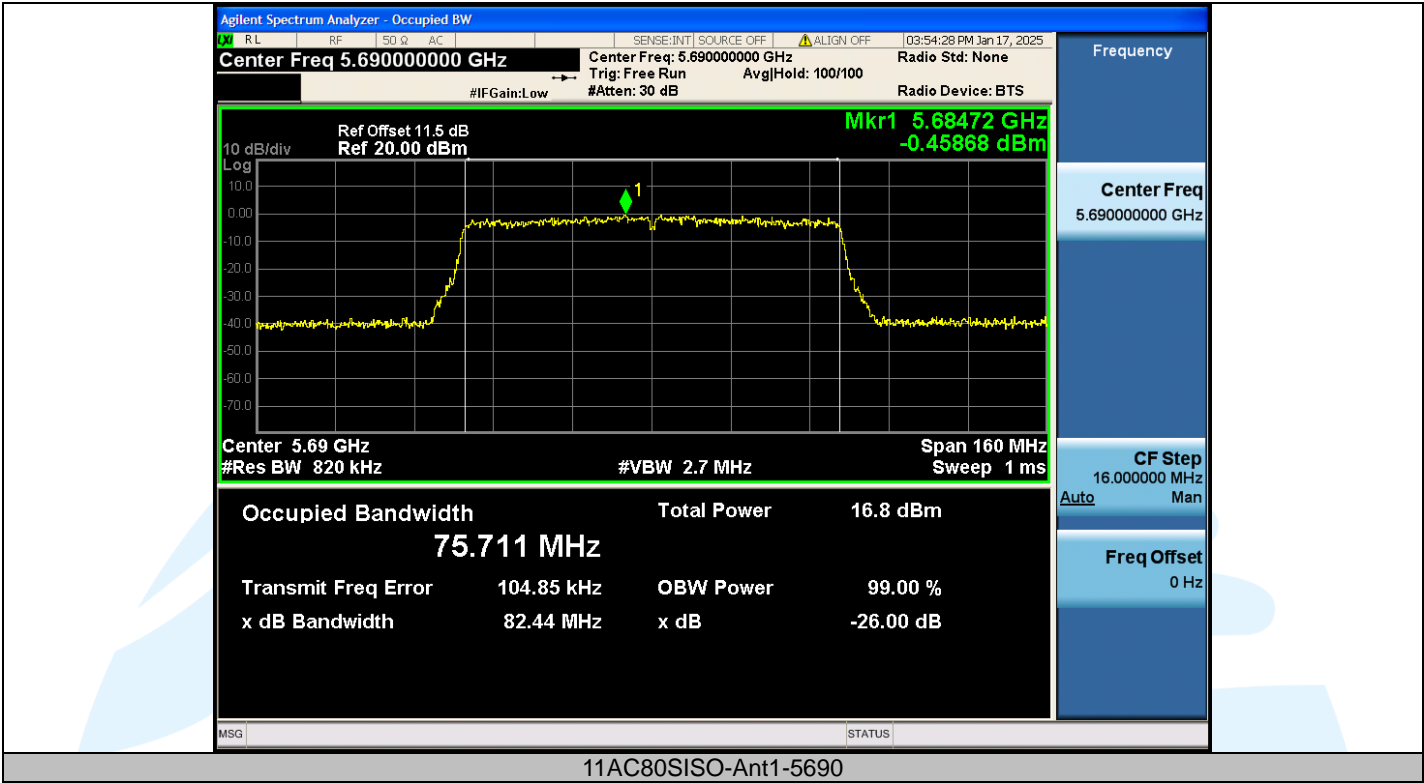 Agilent Spectrum Analyzer - Occupied BW
LXI RL RF 50 Ω AC SENSE:INT SOURCE OFF ALIGN OFF 03:54:28 PM Jan 17, 2025
Center Freq 5.690000000 GHz
Center Freq: 5.690000000 GHz
Radio Std: None
Trig: Free Run
Avg|Hold: 100/100
#IFGain:Low
#Atten: 30 dB
Radio Device: BTS
Mkr1 5.68472 GHz
-0.45868 dBm
Ref Offset 11.5 dB
10 dB/div Ref 20.00 dBm
Log
10.0
0.00
-10.0
-20.0
-30.0
-40.0
-50.0
-60.0
-70.0
1
Center 5.69 GHz Span 160 MHz
#Res BW 820 kHz #VBW 2.7 MHz Sweep 1 ms
Occupied Bandwidth Total Power 16.8 dBm
75.711 MHz
Transmit Freq Error 104.85 kHz OBW Power 99.00 %
x dB Bandwidth 82.44 MHz x dB -26.00 dB
Frequency
Center Freq
5.690000000 GHz
CF Step
16.000000 MHz
Auto Man
Freq Offset
0 Hz
MSG STATUS
11AC80SISO-Ant1-5690